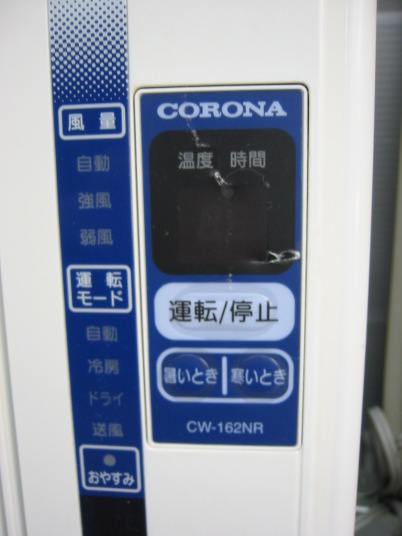 風量
自動
強風
弱風
運転
モード
自動
冷房
ドライ
送風
おやすみ
CORONA
温度 時間
運転/停止
暑いとき 寒いとき
CW-162NR